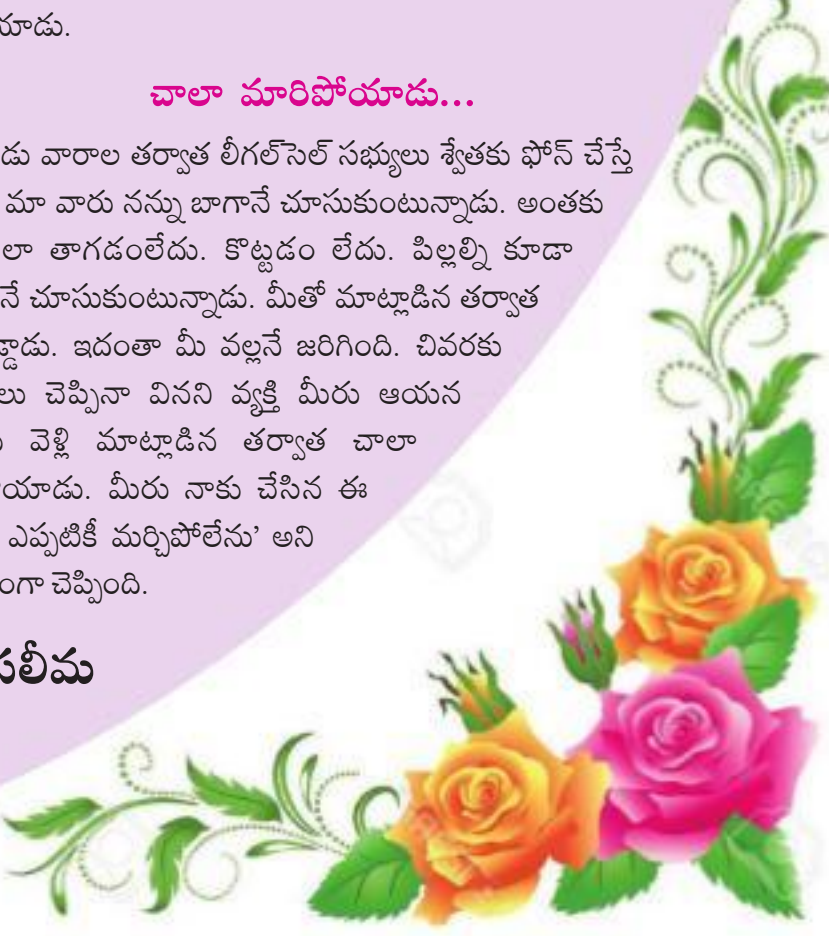 యాడు.
చాలా మారిపోయాడు...
డు వారాల తర్వాత లీగల్‌సెల్ సభ్యులు శ్వేతకు ఫోన్ చేస్తే
మా వారు నన్ను బాగానే చూసుకుంటున్నాడు. అంతకు
లా తాగడంలేదు. కొట్టడం లేదు. పిల్లల్ని కూడా
నే చూసుకుంటున్నాడు. మీతో మాట్లాడిన తర్వాత
డ్డాడు. ఇదంతా మీ వల్లనే జరిగింది. చివరకు
లు చెప్పినా వినని వ్యక్తి మీరు ఆయన
వెళ్లి మాట్లాడిన తర్వాత చాలా
యాడు. మీరు నాకు చేసిన ఈ
ఎప్పటికీ మర్చిపోలేను' అని
ంగా చెప్పింది.
సలీమ